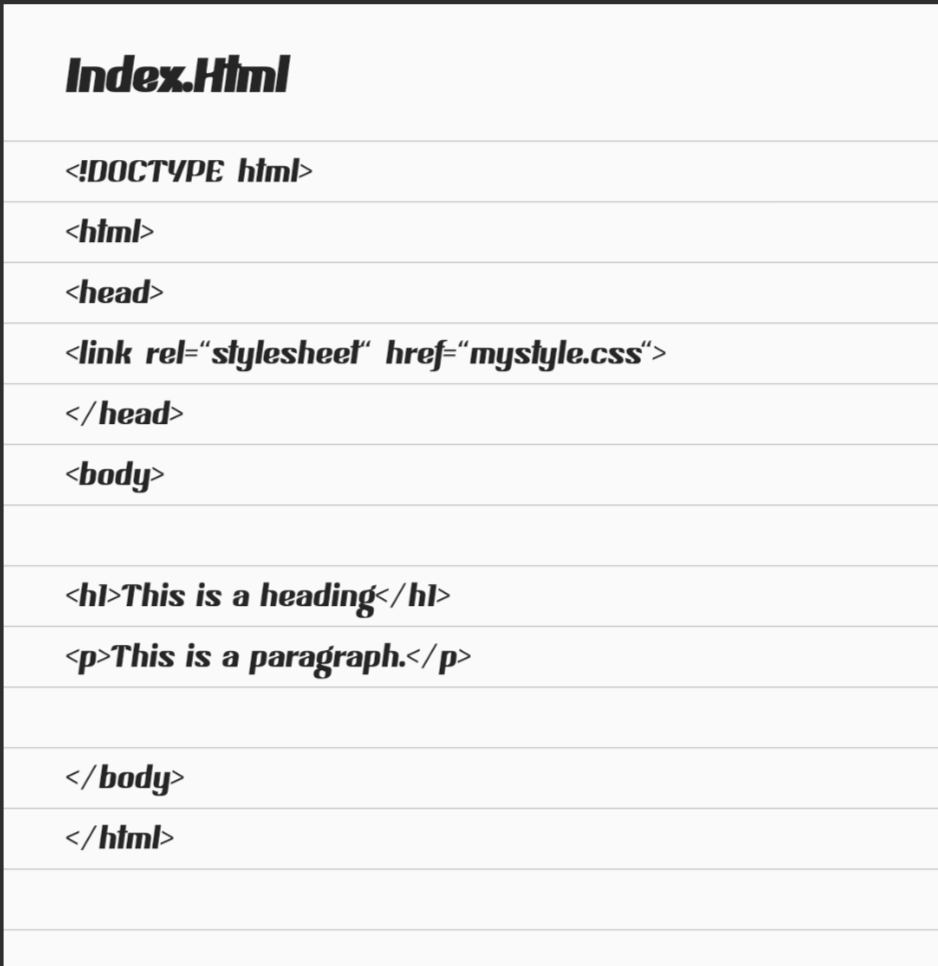 Index.Html
<!DOCTYPE html>
<html>
<head>
<link rel=“stylesheet“ href=“mystyle.css“>
</head>
<body>
<h1>This is a heading</h1>
<p>This is a paragraph.</p>
</body>
</html>